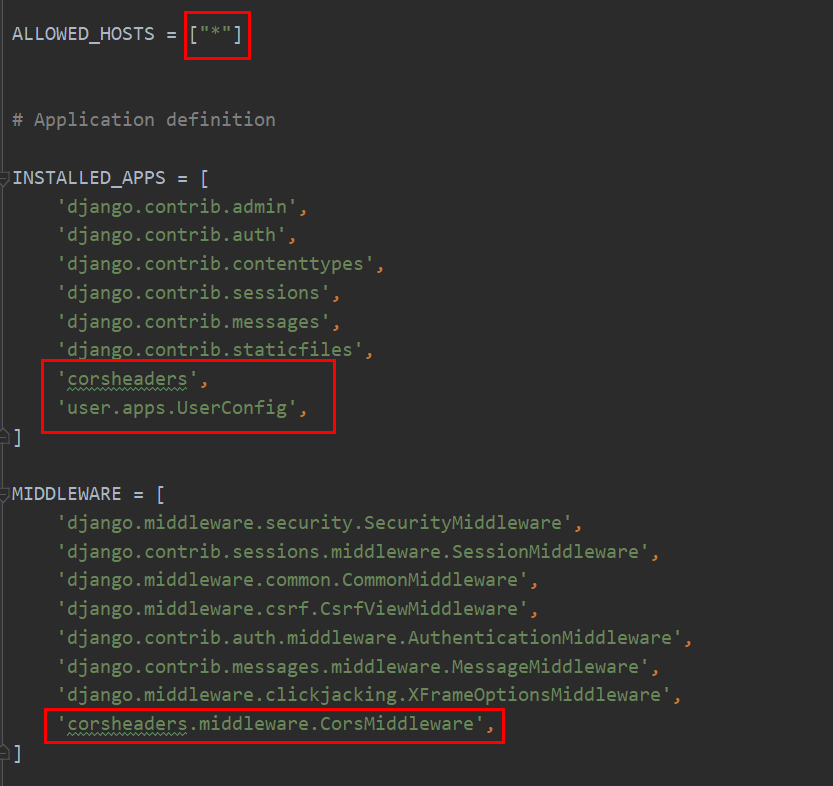 ALLOWED_HOSTS = ["*"]
# Application definition
INSTALLED_APPS = [
'django.contrib.admin',
'django.contrib.auth',
'django.contrib.contenttypes',
'django.contrib.sessions',
'django.contrib.messages',
'django.contrib.staticfiles',
'corsheaders',
'user.apps.UserConfig',
]
MIDDLEWARE = [
'django.middleware.security.SecurityMiddleware',
'django.contrib.sessions.middleware.SessionMiddleware',
'django.middleware.common.CommonMiddleware',
'django.middleware.csrf.CsrfViewMiddleware',
'django.contrib.auth.middleware.AuthenticationMiddleware',
'django.contrib.messages.middleware.MessageMiddleware',
'django.middleware.clickjacking.XFrameOptionsMiddleware',
'corsheaders.middleware.CorsMiddleware',
]